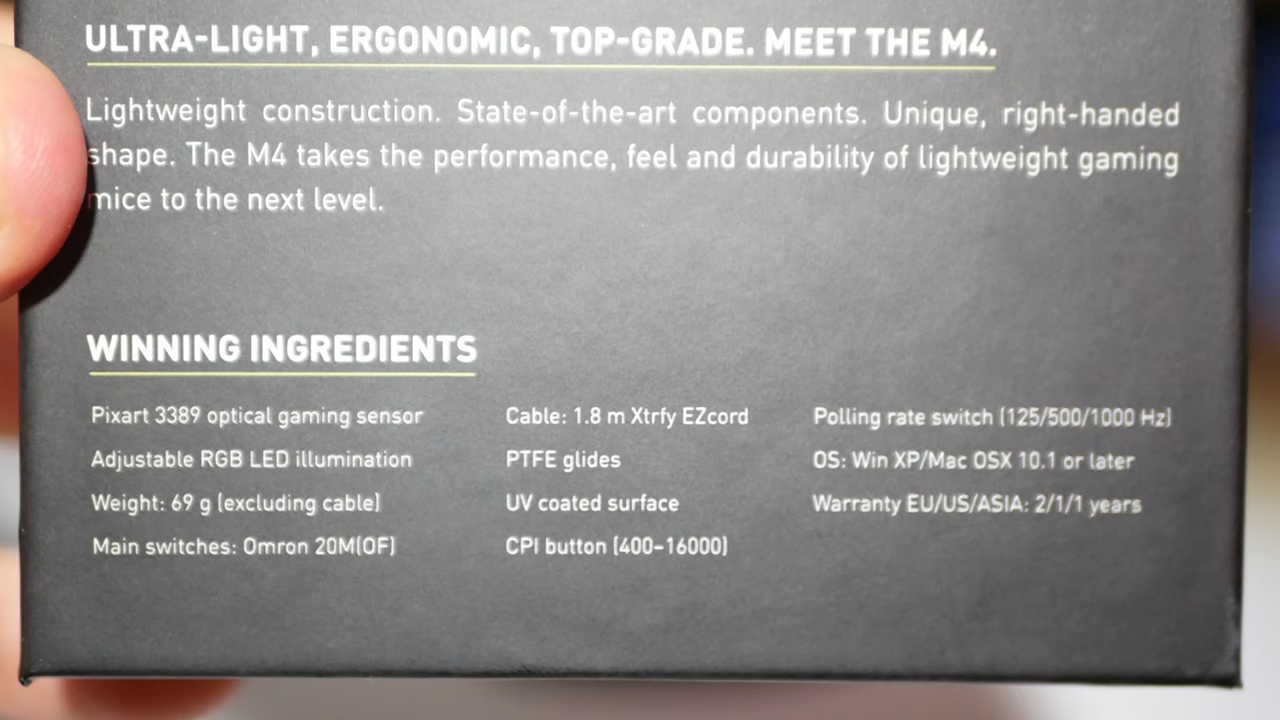 ULTRA-LIGHT, ERGONOMIC, TOP-GRADE. MEET THE M4.
Lightweight construction. State-of-the-art components. Unique, right-handed
shape. The M4 takes the performance, feel and durability of lightweight gaming
mice to the next level.
WINNING INGREDIENTS
Pixart 3389 optical gaming sensor
Adjustable RGB LED illumination
Weight: 69 g (excluding cable)
Main switches: Omron 20M(OF)
Cable: 1.8 m Xtrfy EZcord
PTFE glides
UV coated surface
CPI button (400–16000)
Polling rate switch (125/500/1000 Hz)
OS: Win XP/Mac OSX 10.1 or later
Warranty EU/US/ASIA: 2/1/1 years